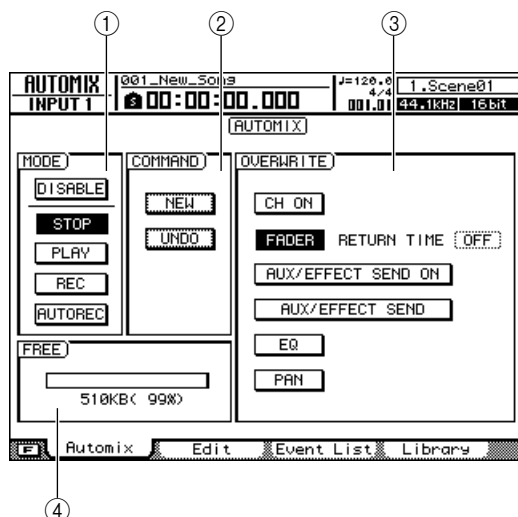 ① ② ③
AUTOMIX 001_New_Song ♩=120.0 1.Scene01
4/4
INPUT 1 S 00:00:00.000 001.01 44.1kHz 16bit
AUTOMIX
MODE COMMAND OVERWRITE
DISABLE NEW CH ON
STOP UNDO FADER RETURN TIME OFF
PLAY AUX/EFFECT SEND ON
REC AUX/EFFECT SEND
AUTOREC EQ
FREE PAN
510KB( 99%)
F Automix Edit Event List Library
④